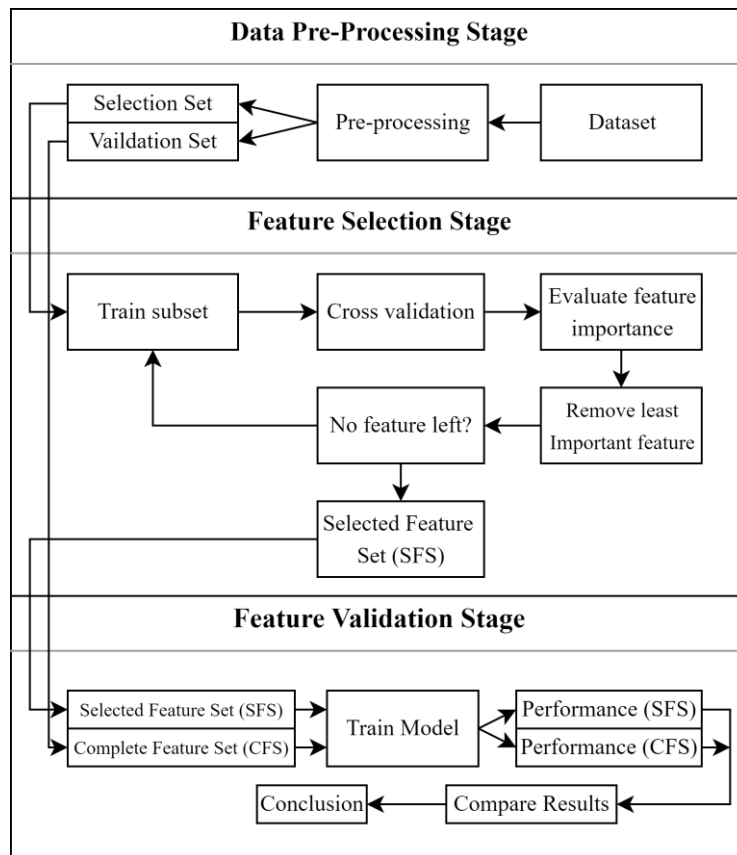 Data Pre-Processing Stage
Selection Set
Vaildation Set
Pre-processing
Dataset
Feature Selection Stage
Train subset
Cross validation
Evaluate feature
importance
No feature left?
Remove least
Important feature
Selected Feature
Set (SFS)
Feature Validation Stage
Selected Feature Set (SFS)
Complete Feature Set (CFS)
Train Model
Performance (SFS)
Performance (CFS)
Conclusion
Compare Results